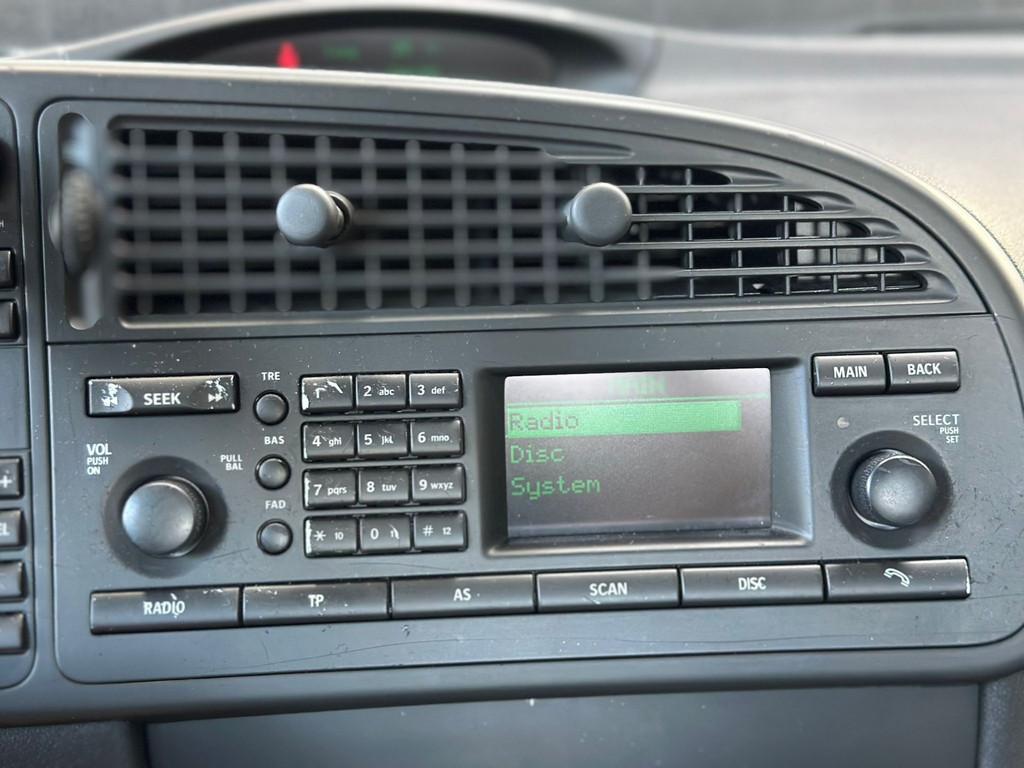 SEEK
TRE
2 abc
3 def
VOL
PUSH
ON
PULL
BAL
BAS
4 ghi
5 jkl
6 mno
7 pqrs
8 tuv
9 wxyz
FAD
* 10
0 11
# 12
MAIN
Radio
Disc
System
MAIN
BACK
SELECT
PUSH
SET
RADIO
TP
AS
SCAN
DISC